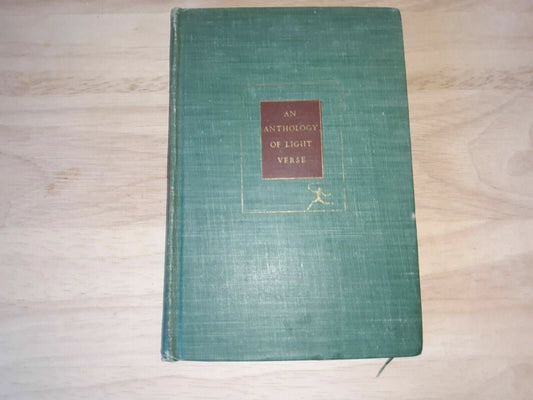 AN
ANTHOLOGY
OF LIGHT
VERSE